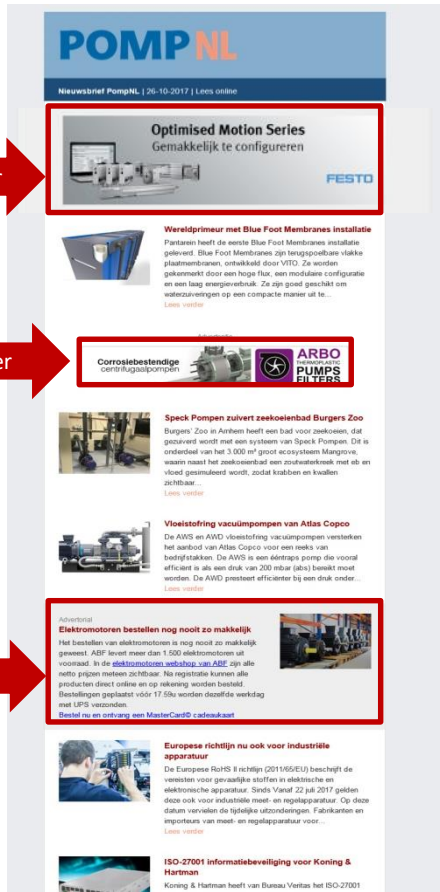 POMPNL
Nieuwsbrief PompNL | 26-10-2017 | Lees online
Optimised Motion Series
Gemakkelijk te configureren
FESTO
Wereldprimeur met Blue Foot Membranes installatie
Pantarein heeft de eerste Blue Foot Membranes installatie
geleverd. Blue Foot Membranes zijn terugspoelbare vlakke
plaatmembranen, ontwikkeld door VITO. Ze worden
gekenmerkt door een hoge flux, een modulaire configuratie
en een laag energieverbruik. Ze zijn goed geschikt om
waterzuiveringen op een compacte manier uit te...
Lees verder
Corrosiebestendige
centrifugaalpompen
ARBO
THERMOPLASTIC
PUMPS
FILTERS
Speck Pompen zuivert zeekoeienbad Burgers Zoo
Burgers' Zoo in Arnhem heeft een bad voor zeekoeien, dat
gezuiverd wordt met een systeem van Speck Pompen. Dit is
onderdeel van het 3.000 m² groot ecosysteem Mangrove,
waarin naast het zeekoeienbad een zoutwaterkreek met eb en
vloed gesimuleerd wordt, zodat krabben en kwallen
zichtbaar...
Lees verder
Vloeistofring vacuümpompen van Atlas Copco
De AWS en AWD vloeistofring vacuümpompen versterken
het aanbod van Atlas Copco voor een reeks van
bedrijfstakken. De AWS is een ééntraps pomp die vooral
efficiënt is als een druk van 200 mbar (abs) bereikt moet
worden. De AWD presteert efficiënter bij een druk onder...
Lees verder
Advertorial
Elektromotoren bestellen nog nooit zo makkelijk
Het bestellen van elektromotoren is nog nooit zo makkelijk
geweest. ABF levert meer dan 1.500 elektromotoren uit
voorraad. In de elektromotoren webshop van ABF zijn alle
netto prijzen meteen zichtbaar. Na registratie kunnen alle
producten direct online en op rekening worden besteld.
Bestellingen geplaatst vóór 17.59u worden dezelfde werkdag
met UPS verzonden.
Bestel nu en ontvang een MasterCard© cadeaukaart
Europese richtlijn nu ook voor industriële
apparatuur
De Europese RoHS II richtlijn (2011/65/EU) beschrijft de
vereisten voor gevaarlijke stoffen in elektrische en
elektronische apparatuur. Sinds Vanaf 22 juli 2017 gelden
deze ook voor industriële meet- en regelapparatuur. Op deze
datum vervielen de tijdelijke uitzonderingen. Fabrikanten en
importeurs van meet- en regelapparatuur voor...
Lees verder
ISO-27001 informatiebeveiliging voor Koning &
Hartman
Koning & Hartman heeft van Bureau Veritas het ISO-27001